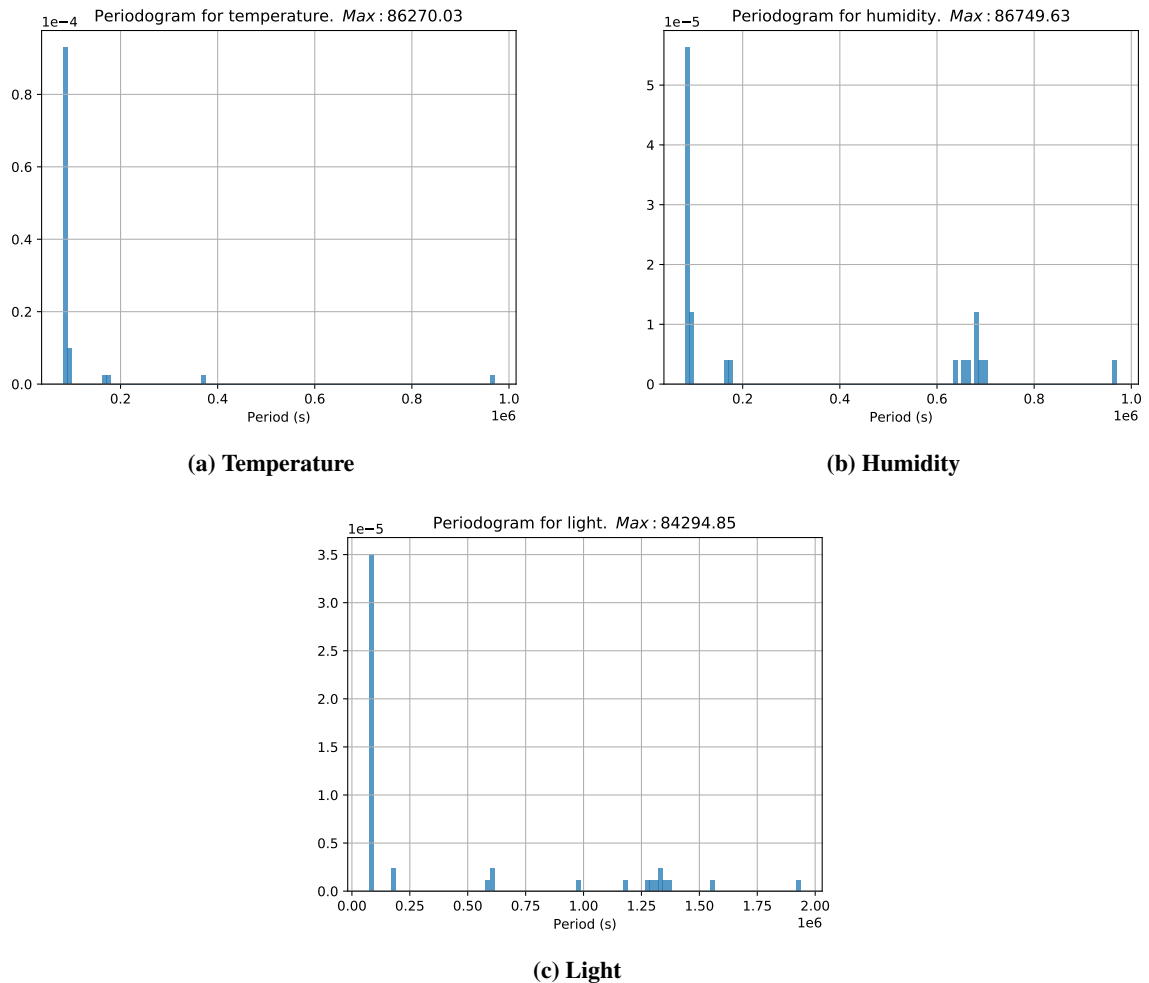 Periodogram for temperature. Max : 86270.03
1e−4
0.8
0.6
0.4
0.2
0.0
0.2 0.4 0.6 0.8 1.0
1e6
Period (s)
(a) Temperature
Periodogram for humidity. Max : 86749.63
1e−5
5
4
3
2
1
0
0.2 0.4 0.6 0.8 1.0
1e6
Period (s)
(b) Humidity
Periodogram for light. Max : 84294.85
1e−5
3.5
3.0
2.5
2.0
1.5
1.0
0.5
0.0
0.00 0.25 0.50 0.75 1.00 1.25 1.50 1.75 2.00
1e6
Period (s)
(c) Light